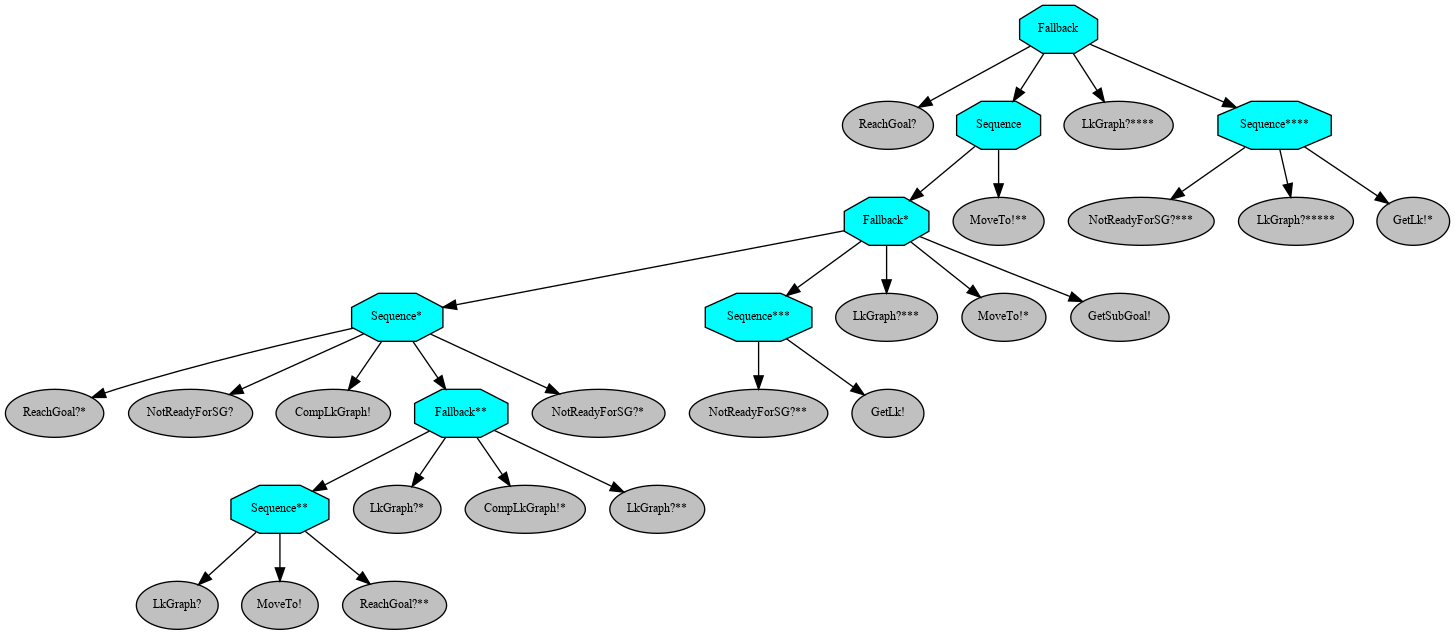 Fallback
ReachGoal?
Sequence
LkGraph?****
Sequence****
Fallback*
MoveTo!**
NotReadyForSG?***
LkGraph?*****
GetLk!*
Sequence*
Sequence***
LkGraph?***
MoveTo!*
GetSubGoal!
ReachGoal?*
NotReadyForSG?
CompLkGraph!
Fallback**
NotReadyForSG?*
NotReadyForSG?**
GetLk!
Sequence**
LkGraph?*
CompLkGraph!*
LkGraph?**
LkGraph?
MoveTo!
ReachGoal?**